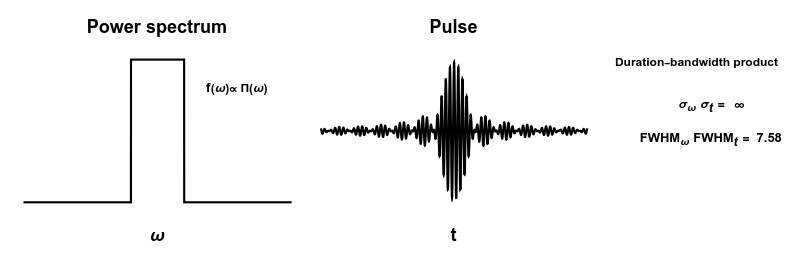 Power spectrum
f(ω)∝ Π(ω)
ω
Pulse
t
Duration–bandwidth product
σω σt = ∞
FWHMω FWHMt = 7.58